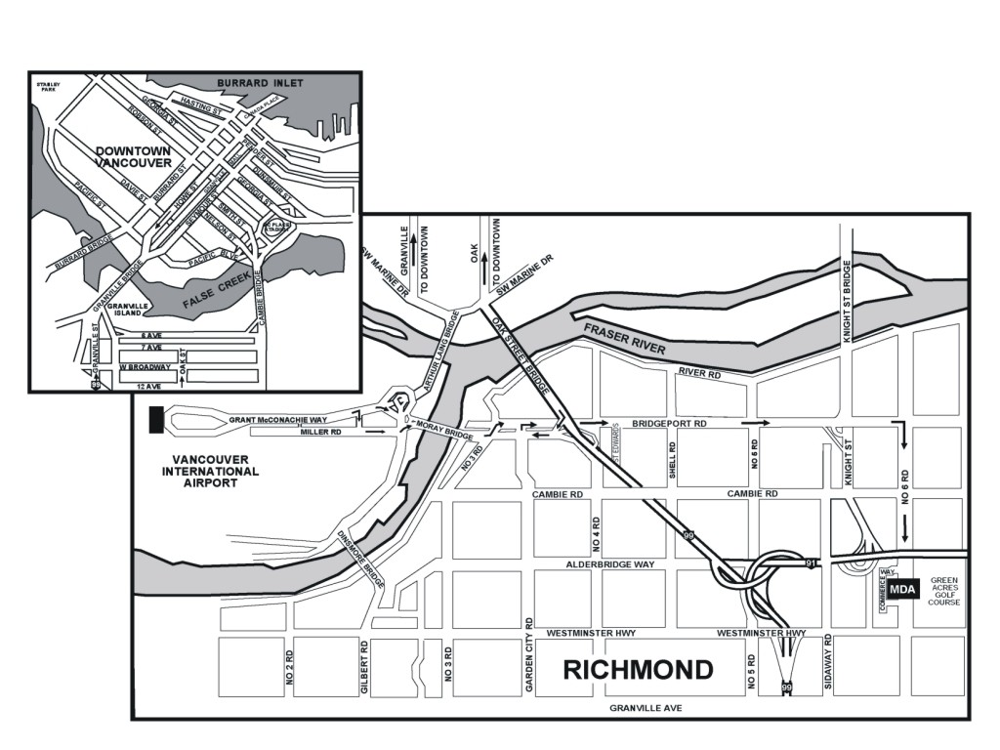 STANLEY
PARK
BURRARD INLET
HASTING ST
CANADA PLACE
GEORGIA ST
ROBSON ST
DOWNTOWN
VANCOUVER
PENDER ST
MALL
DUNSMUIR ST
GEORGIA ST
DAVIE ST
BURRARD ST
HOWE ST
GRANVILLE
SEYMOUR ST
SMITH ST
NELSON ST
BC PLACE
STADIUM
PACIFIC ST
PACIFIC BLVD
BURRARD BRIDGE
GRANVILLE BRIDGE
FALSE CREEK
CAMBIE BRIDGE
GRANVILLE
ISLAND
GRANVILLE ST
6 AVE
7 AVE
W BROADWAY
OAK ST
12 AVE
99
SW MARINE DR
GRANVILLE
TO DOWNTOWN
OAK
TO DOWNTOWN
SW MARINE DR
ARTHUR LAING BRIDGE
OAK STREET BRIDGE
FRASER RIVER
KNIGHT ST BRIDGE
RIVER RD
GRANT McCONACHIE WAY
MILLER RD
MORAY BRIDGE
BRIDGEPORT RD
ST EDWARDS
SHELL RD
NO 5 RD
KNIGHT ST
NO 6 RD
NO 3 RD
VANCOUVER
INTERNATIONAL
AIRPORT
CAMBIE RD
CAMBIE RD
NO 4 RD
99
DINSMORE BRIDGE
ALDERBRIDGE WAY
91
COMMERCE
WAY
MDA
GREEN
ACRES
GOLF
COURSE
WESTMINSTER HWY
WESTMINSTER HWY
NO 2 RD
GILBERT RD
NO 3 RD
GARDEN CITY RD
RICHMOND
NO 5 RD
99
SIDAWAY RD
GRANVILLE AVE